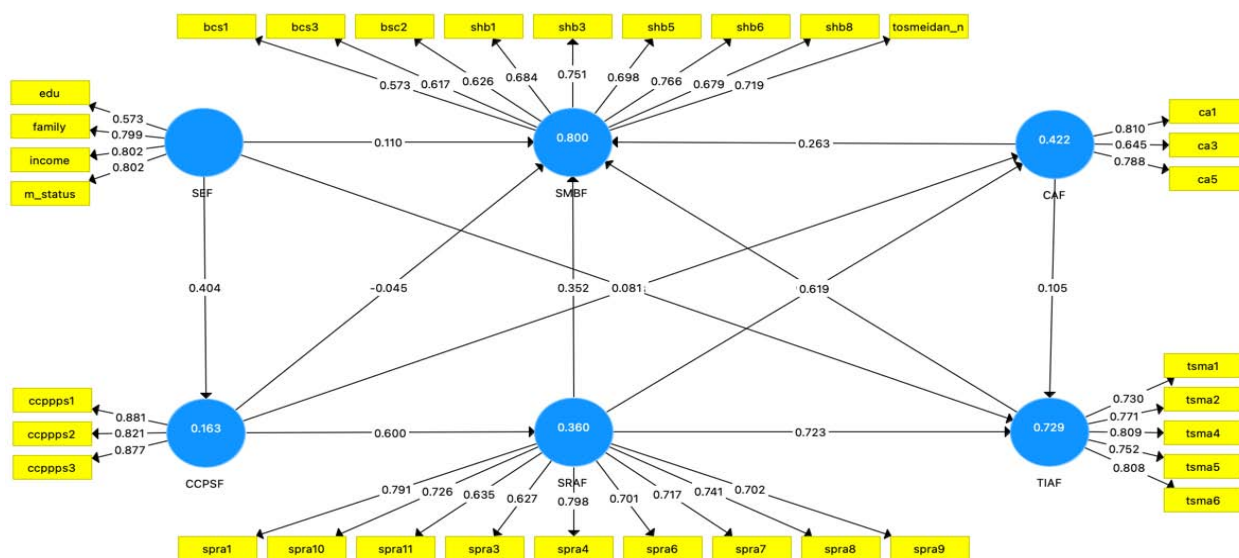 bcs1 bcs3 bsc2 shb1 shb3 shb5 shb6 shb8 tosmeidan_n
0.573 0.617 0.626 0.684 0.751 0.698 0.766 0.679 0.719
edu
family
income
m_status
0.573
0.799
0.802
0.802
SEF
0.110
0.800
SMBF
0.263
0.422
CAF
0.810
0.645
0.788
ca1
ca3
ca5
0.404
-0.045
0.352
0.081
0.619
0.105
ccppps1
ccppps2
ccppps3
0.881
0.821
0.877
0.163
CCPSF
0.600
0.360
SRAF
0.723
0.729
TIAF
0.730
0.771
0.809
0.752
0.808
tsma1
tsma2
tsma4
tsma5
tsma6
0.791 0.726 0.635 0.627 0.798 0.701 0.717 0.741 0.702
spra1 spra10 spra11 spra3 spra4 spra6 spra7 spra8 spra9